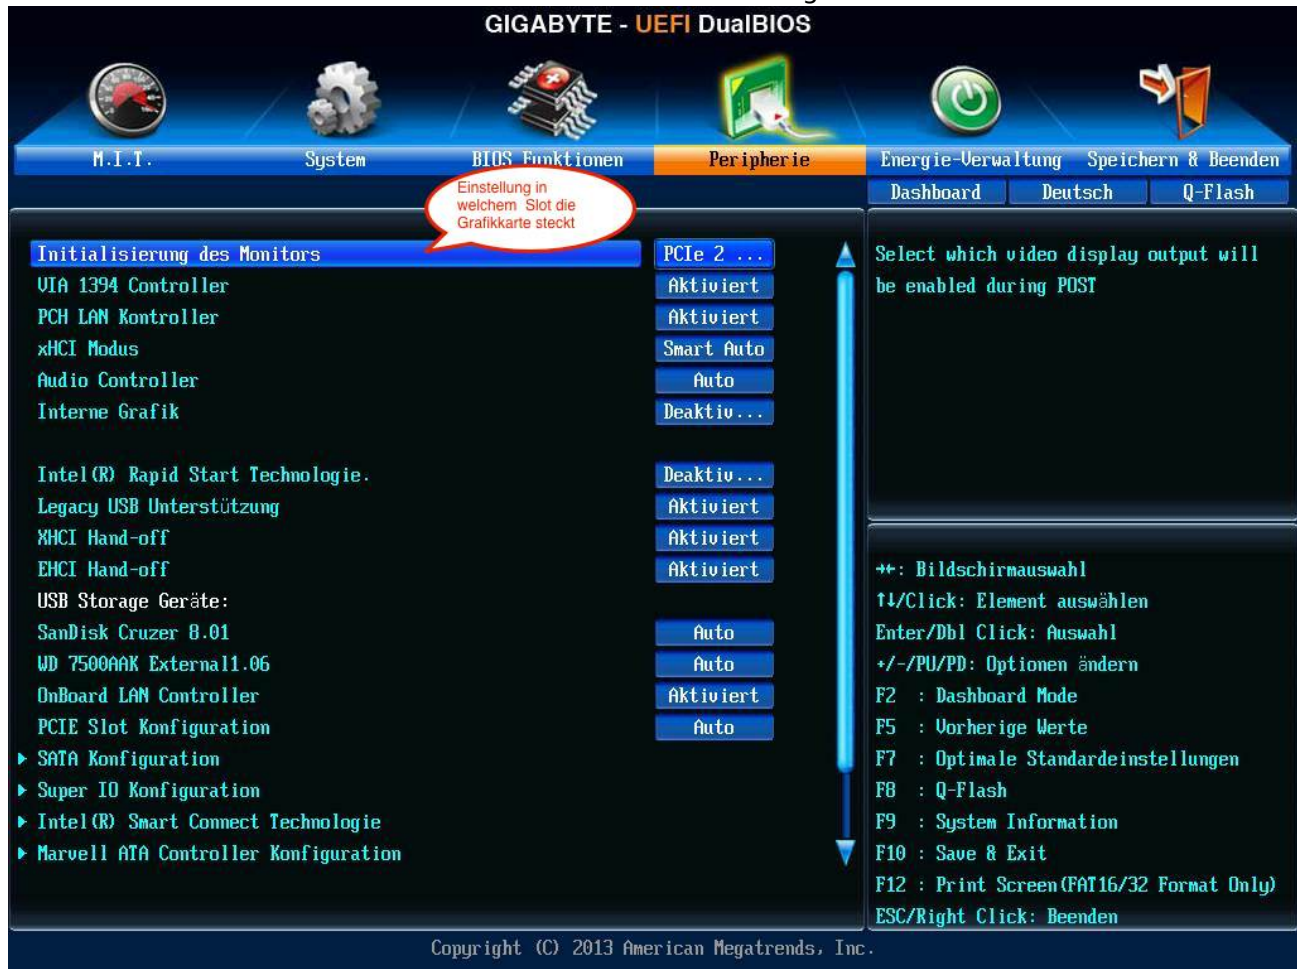 GIGABYTE - UEFI DualBIOS
M.I.T. System BIOS Funktionen Peripherie Energie-Verwaltung Speichern & Beenden
Dashboard Deutsch Q-Flash
Einstellung in
welchem Slot die
Grafikkarte steckt
Initialisierung des Monitors PCIe 2 ...
VIA 1394 Controller Aktiviert
PCH LAN Kontroller Aktiviert
xHCI Modus Smart Auto
Audio Controller Auto
Interne Grafik Deaktiv...
Intel(R) Rapid Start Technologie. Deaktiv...
Legacy USB Unterstützung Aktiviert
XHCI Hand-off Aktiviert
EHCI Hand-off Aktiviert
USB Storage Geräte:
SanDisk Cruzer 8.01 Auto
WD 7500AAK External1.06 Auto
OnBoard LAN Controller Aktiviert
PCIE Slot Konfiguration Auto
SATA Konfiguration
Super IO Konfiguration
Intel(R) Smart Connect Technologie
Marvell ATA Controller Konfiguration
Select which video display output will
be enabled during POST
→←: Bildschirmauswahl
↑↓/Click: Element auswählen
Enter/Dbl Click: Auswahl
+/-/PU/PD: Optionen ändern
F2 : Dashboard Mode
F5 : Vorherige Werte
F7 : Optimale Standardeinstellungen
F8 : Q-Flash
F9 : System Information
F10 : Save & Exit
F12 : Print Screen(FAT16/32 Format Only)
ESC/Right Click: Beenden
Copyright (C) 2013 American Megatrends, Inc.